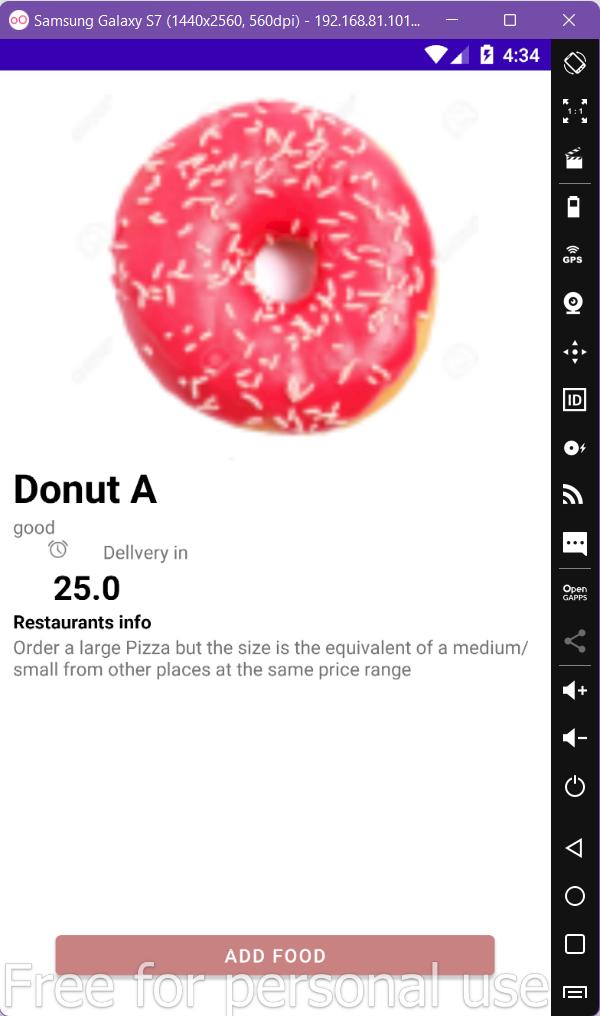 Samsung Galaxy S7 (1440x2560, 560dpi) - 192.168.81.101...
4:34
1:1
GPS
ID
Donut A
good
Dellvery in
25.0
Restaurants info
Order a large Pizza but the size is the equivalent of a medium/
small from other places at the same price range
Open
GAPPS
ADD FOOD
Free for personal use